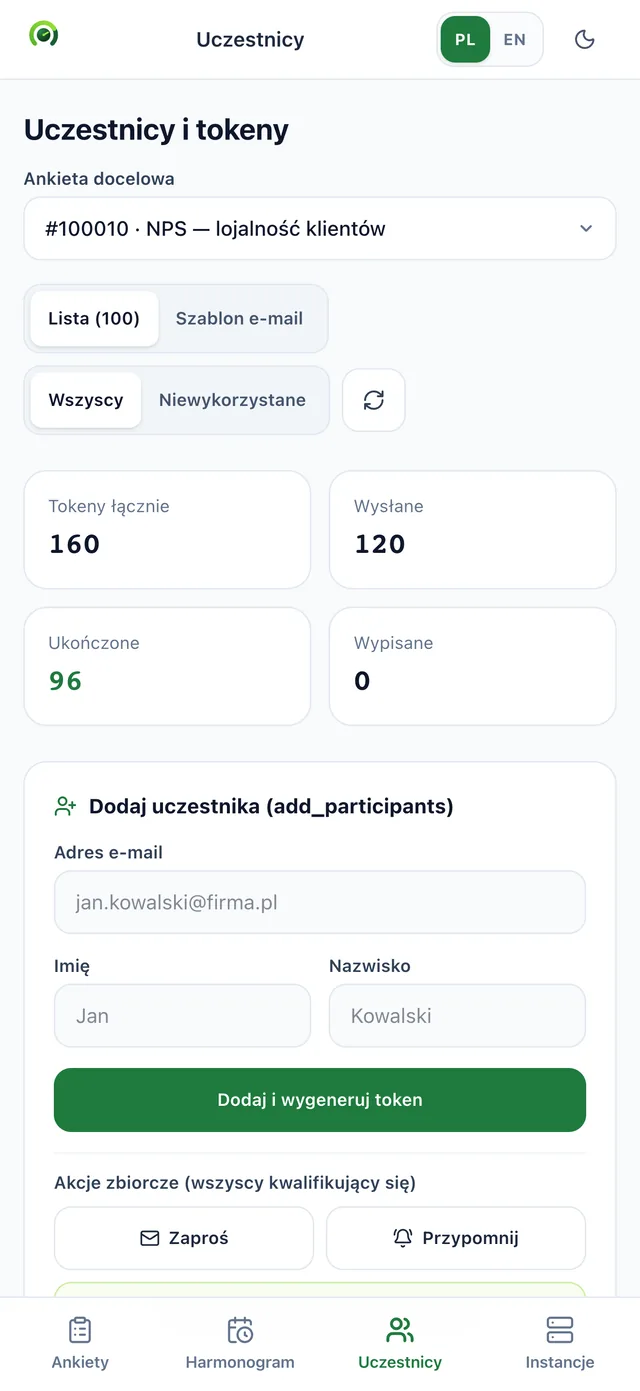 Uczestnicy
PL EN
Uczestnicy i tokeny
Ankieta docelowa
#100010 · NPS — lojalność klientów
Lista (100) Szablon e-mail
Wszyscy Niewykorzystane
Tokeny łącznie
160
Wysłane
120
Ukończone
96
Wypisane
0
Dodaj uczestnika (add_participants)
Adres e-mail
jan.kowalski@firma.pl
Imię Nazwisko
Jan Kowalski
Dodaj i wygeneruj token
Akcje zbiorcze (wszyscy kwalifikujący się)
Zaproś Przypomnij
Ankiety Harmonogram Uczestnicy Instancje